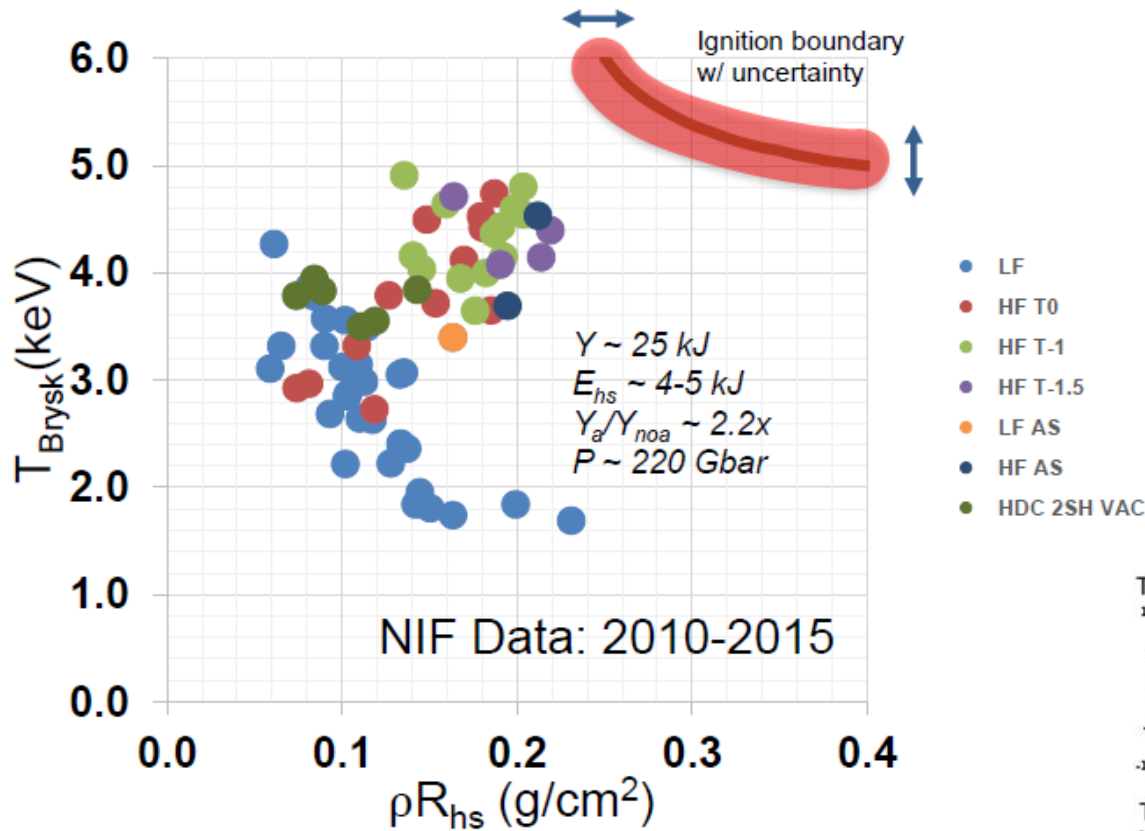 Ignition boundary
w/ uncertainty
6.0
5.0
4.0
3.0
2.0
1.0
0.0
T_Brysk(keV)
LF
HF T0
HF T-1
HF T-1.5
LF AS
HF AS
HDC 2SH VAC
Y ~ 25 kJ
E_hs ~ 4-5 kJ
Y_a/Y_noa ~ 2.2x
P ~ 220 Gbar
NIF Data: 2010-2015
0.0 0.1 0.2 0.3 0.4
ρR_hs (g/cm²)